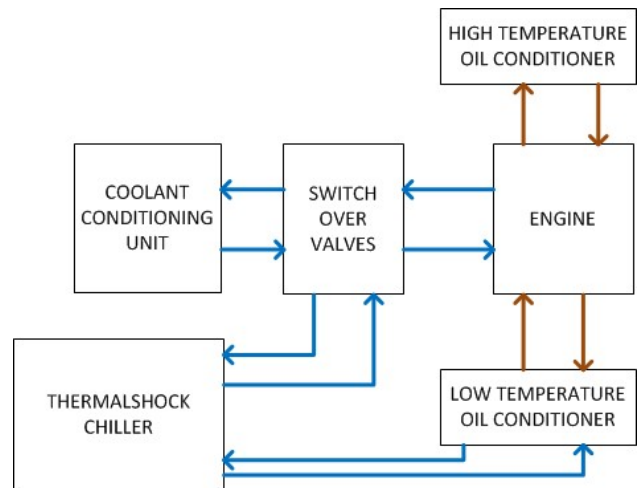 HIGH TEMPERATURE
OIL CONDITIONER
COOLANT
CONDITIONING
UNIT
SWITCH
OVER
VALVES
ENGINE
THERMALSHOCK
CHILLER
LOW TEMPERATURE
OIL CONDITIONER